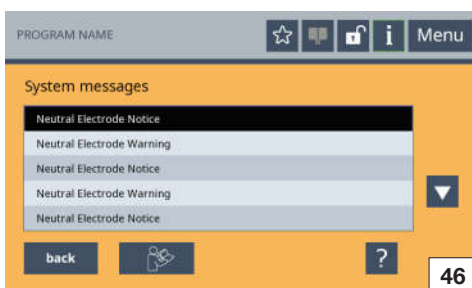 PROGRAM NAME
i
Menu
System messages
Neutral Electrode Notice
Neutral Electrode Warning
Neutral Electrode Notice
Neutral Electrode Warning
Neutral Electrode Notice
back
?
46